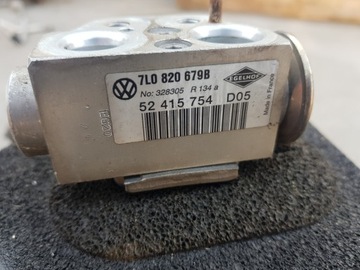 7L0 820 679B
No: 328305 R 134 a
52 415 754 D05
EGELHOF
Made in France